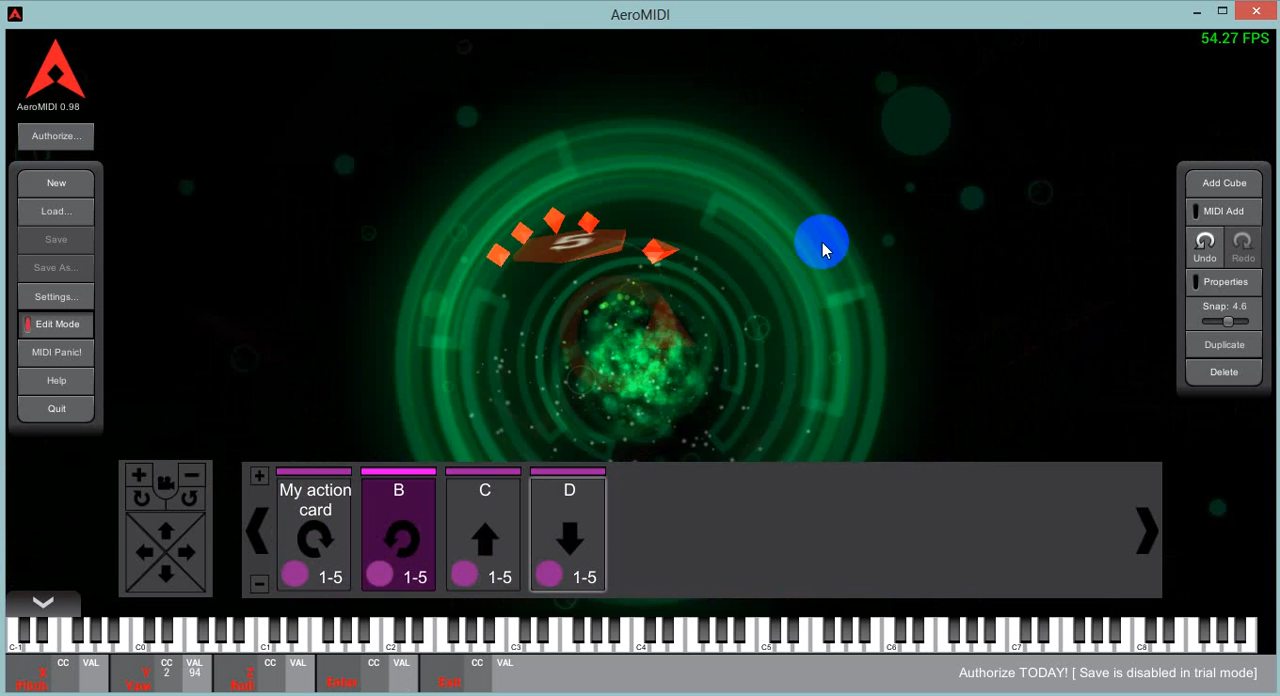 AeroMIDI
54.27 FPS
AeroMIDI 0.98
Authorize...
New
Load...
Save
Save As...
Settings...
Edit Mode
MIDI Panic!
Help
Quit
5
Add Cube
MIDI Add
Undo Redo
Properties
Snap: 4.6
Duplicate
Delete
My action card
1-5
B
1-5
C
1-5
D
1-5
C-1 C0 C1 C2 C3 C4 C5 C6 C7 C8
X Pitch CC VAL
Y Yaw CC 2 VAL 94
Z Roll CC VAL
Enter CC VAL
Exit CC VAL
Authorize TODAY! [ Save is disabled in trial mode]